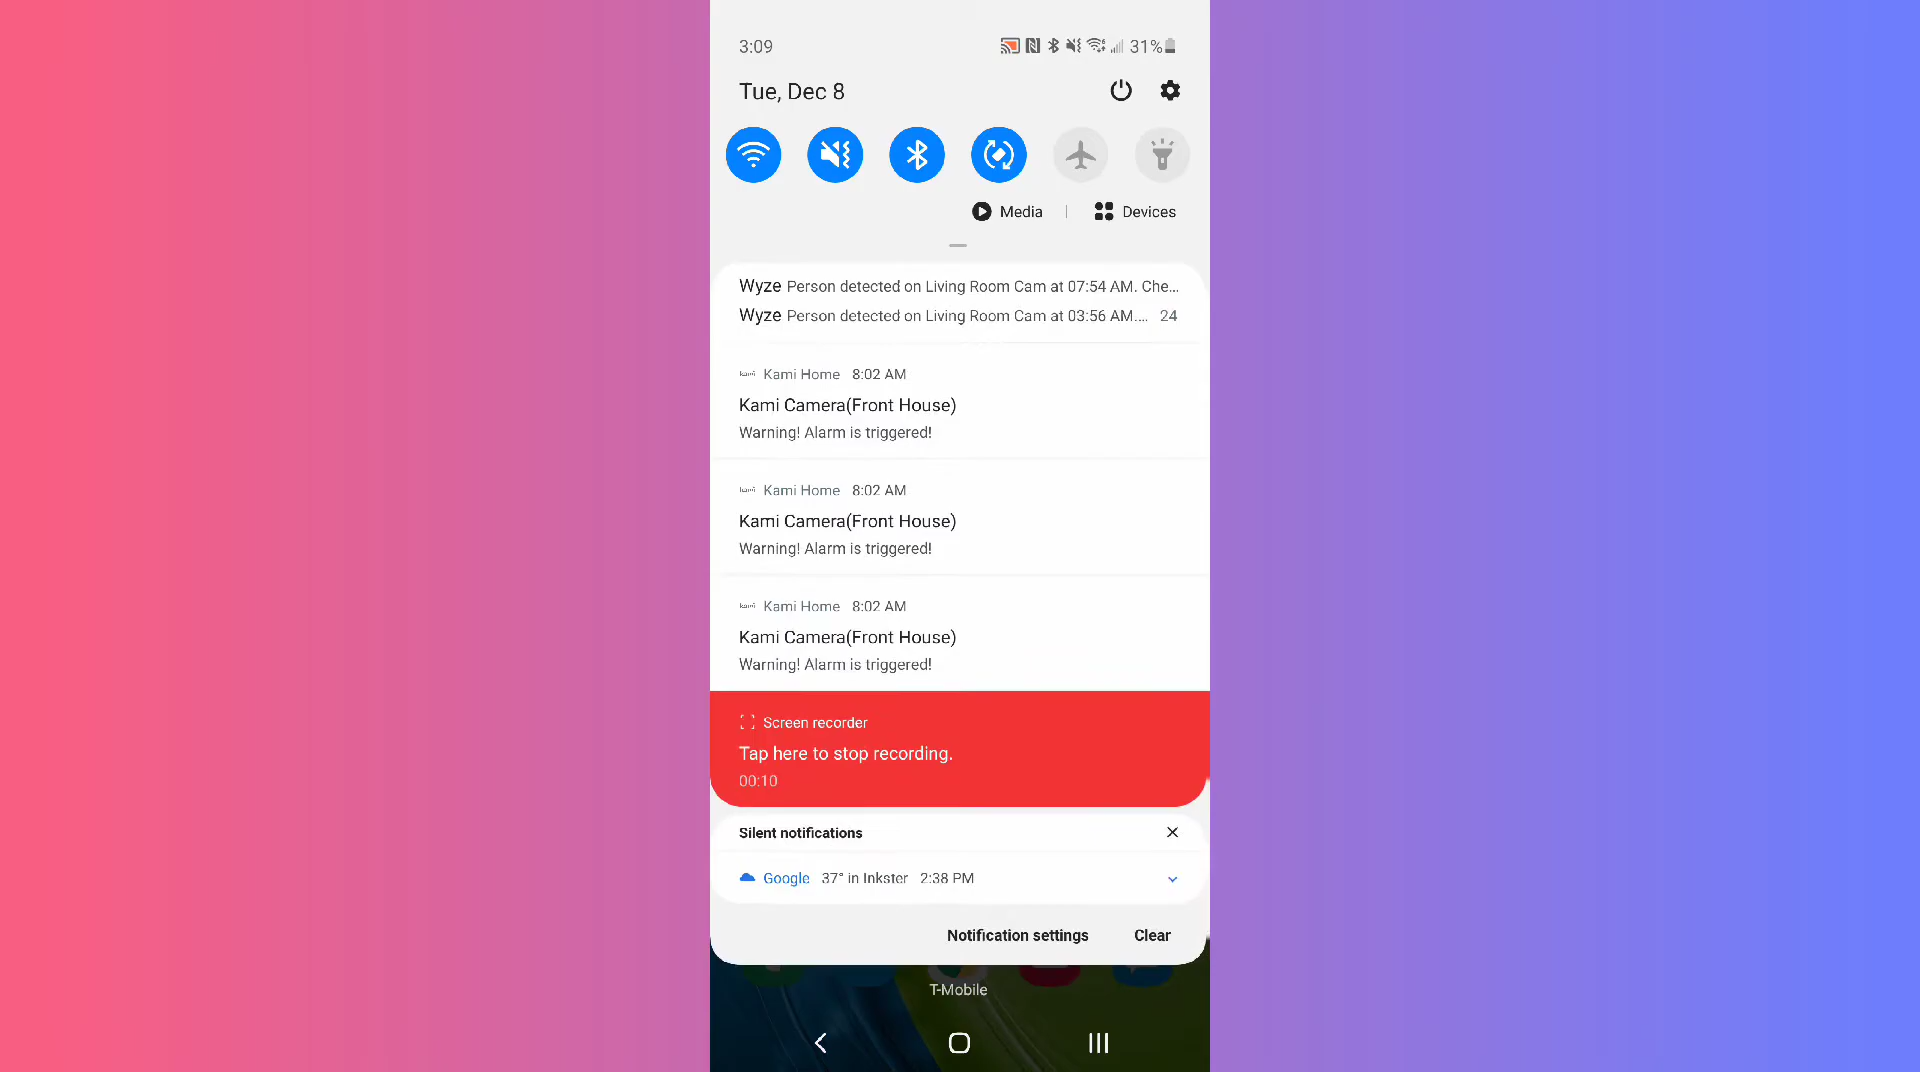 3:09
31%
Tue, Dec 8
Media | Devices
Wyze Person detected on Living Room Cam at 07:54 AM. Che...
Wyze Person detected on Living Room Cam at 03:56 AM.... 24
Kami Home 8:02 AM
Kami Camera(Front House)
Warning! Alarm is triggered!
Kami Home 8:02 AM
Kami Camera(Front House)
Warning! Alarm is triggered!
Kami Home 8:02 AM
Kami Camera(Front House)
Warning! Alarm is triggered!
Screen recorder
Tap here to stop recording.
00:10
Silent notifications
Google 37° in Inkster 2:38 PM
Notification settings Clear
T-Mobile